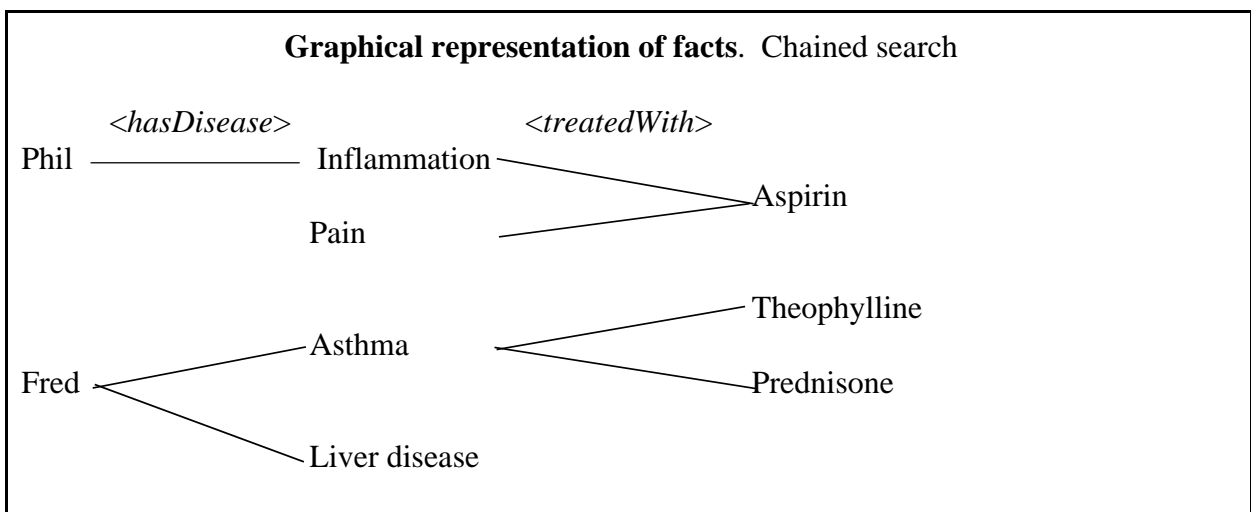 Graphical representation of facts. Chained search
<hasDisease> <treatedWith>
Phil Inflammation
Aspirin
Pain
Theophylline
Asthma
Fred Prednisone
Liver disease